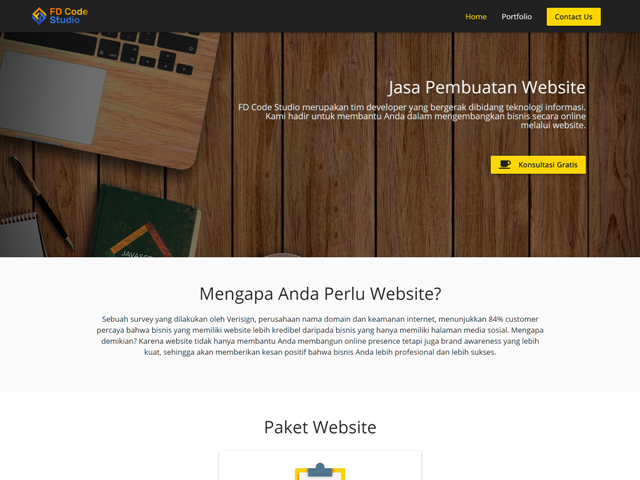 FD Code
Studio
Home
Portfolio
Contact Us
Jasa Pembuatan Website
FD Code Studio merupakan tim developer yang bergerak dibidang teknologi informasi.
Kami hadir untuk membantu Anda dalam mengembangkan bisnis secara online
melalui website.
Konsultasi Gratis
Mengapa Anda Perlu Website?
Sebuah survey yang dilakukan oleh Verisign, perusahaan nama domain dan keamanan internet, menunjukkan 84% customer
percaya bahwa bisnis yang memiliki website lebih kredibel daripada bisnis yang hanya memiliki halaman media sosial. Mengapa
demikian? Karena website tidak hanya membantu Anda membangun online presence tetapi juga brand awareness yang lebih
kuat, sehingga akan memberikan kesan positif bahwa bisnis Anda lebih profesional dan lebih sukses.
Paket Website